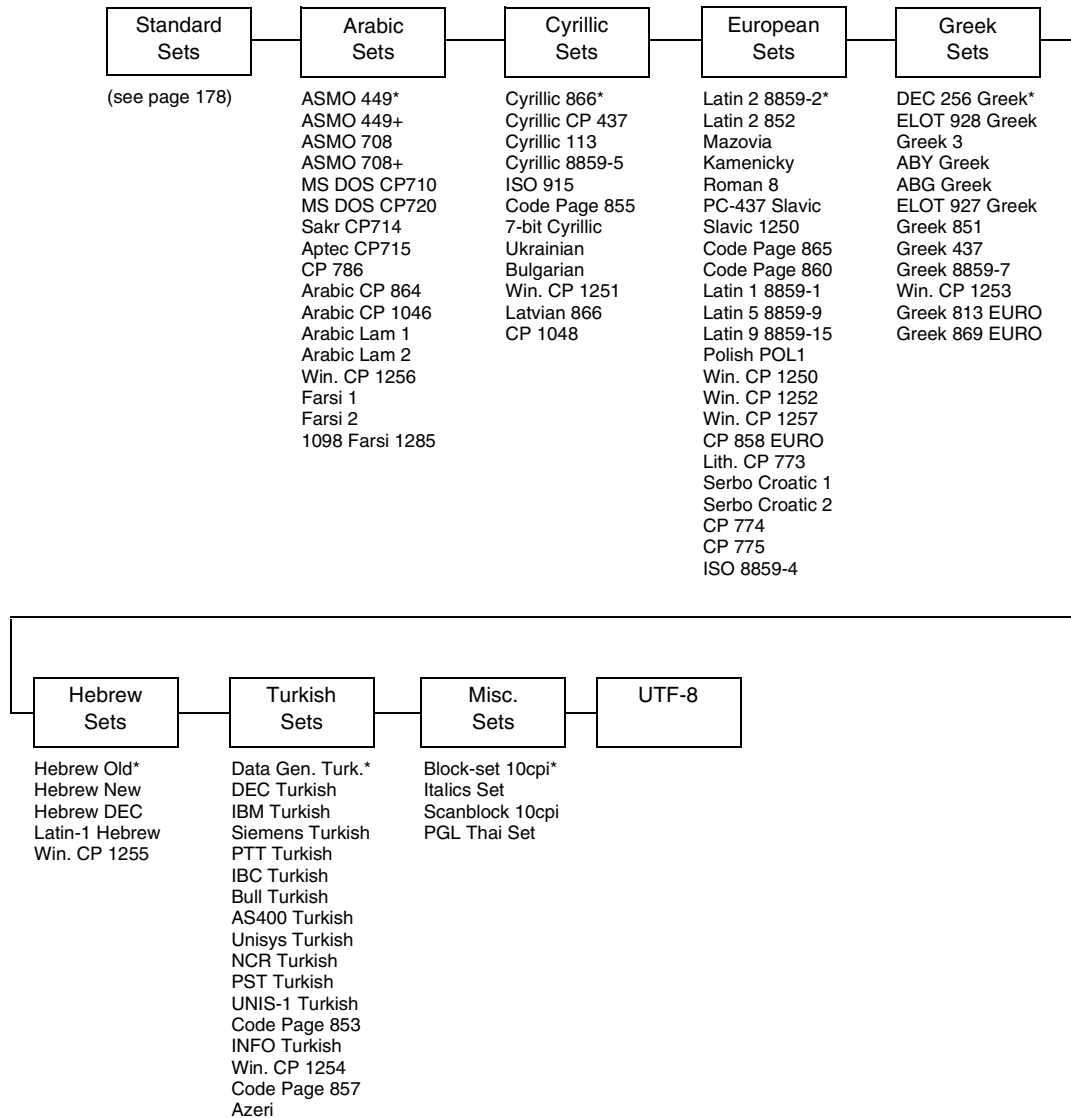 Standard
Sets
(see page 178)
Arabic
Sets
ASMO 449*
ASMO 449+
ASMO 708
ASMO 708+
MS DOS CP710
MS DOS CP720
Sakr CP714
Aptec CP715
CP 786
Arabic CP 864
Arabic CP 1046
Arabic Lam 1
Arabic Lam 2
Win. CP 1256
Farsi 1
Farsi 2
1098 Farsi 1285
Cyrillic
Sets
Cyrillic 866*
Cyrillic CP 437
Cyrillic 113
Cyrillic 8859-5
ISO 915
Code Page 855
7-bit Cyrillic
Ukrainian
Bulgarian
Win. CP 1251
Latvian 866
CP 1048
European
Sets
Latin 2 8859-2*
Latin 2 852
Mazovia
Kamenicky
Roman 8
PC-437 Slavic
Slavic 1250
Code Page 865
Code Page 860
Latin 1 8859-1
Latin 5 8859-9
Latin 9 8859-15
Polish POL1
Win. CP 1250
Win. CP 1252
Win. CP 1257
CP 858 EURO
Lith. CP 773
Serbo Croatic 1
Serbo Croatic 2
CP 774
CP 775
ISO 8859-4
Greek
Sets
DEC 256 Greek*
ELOT 928 Greek
Greek 3
ABY Greek
ABG Greek
ELOT 927 Greek
Greek 851
Greek 437
Greek 8859-7
Win. CP 1253
Greek 813 EURO
Greek 869 EURO
Hebrew
Sets
Hebrew Old*
Hebrew New
Hebrew DEC
Latin-1 Hebrew
Win. CP 1255
Turkish
Sets
Data Gen. Turk.*
DEC Turkish
IBM Turkish
Siemens Turkish
PTT Turkish
IBC Turkish
Bull Turkish
AS400 Turkish
Unisys Turkish
NCR Turkish
PST Turkish
UNIS-1 Turkish
Code Page 853
INFO Turkish
Win. CP 1254
Code Page 857
Azeri
Misc.
Sets
Block-set 10cpi*
Italics Set
Scanblock 10cpi
PGL Thai Set
UTF-8